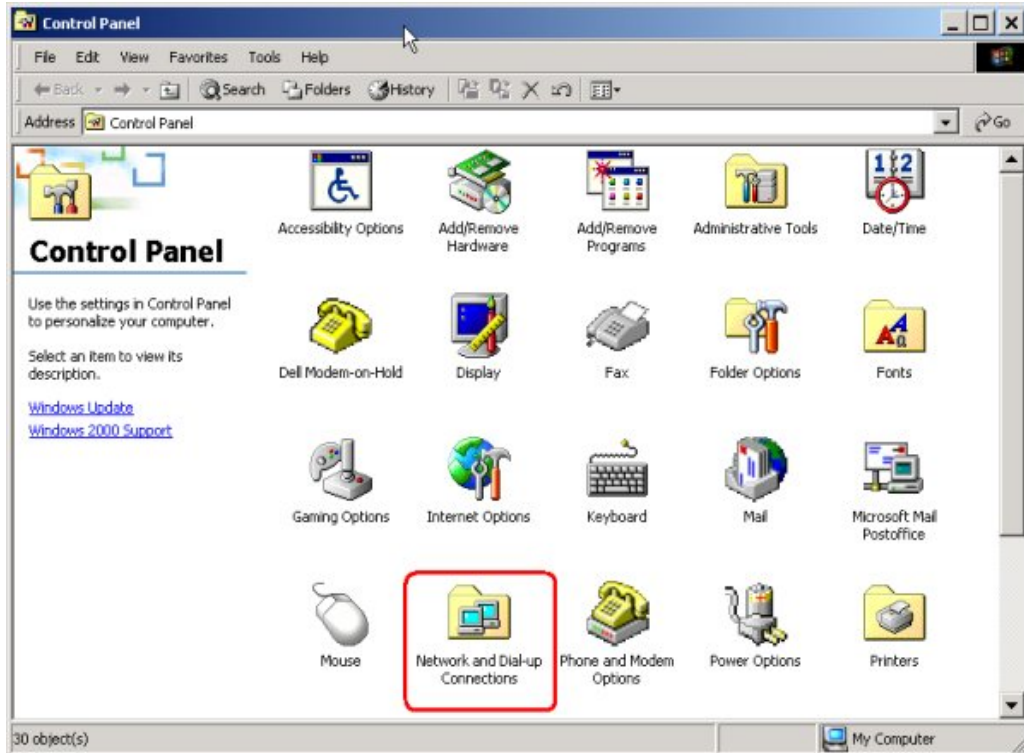 Control Panel
File Edit View Favorites Tools Help
Back Search Folders History
Address Control Panel Go
Control Panel
Use the settings in Control Panel
to personalize your computer.
Select an item to view its
description.
Windows Update
Windows 2000 Support
Accessibility Options
Add/Remove
Hardware
Add/Remove
Programs
Administrative Tools
1 2
Date/Time
Dell Modem-on-Hold
Display
Fax
Folder Options
Fonts
Gaming Options
Internet Options
Keyboard
Mail
Microsoft Mail
Postoffice
Mouse
Network and Dial-up
Connections
Phone and Modem
Options
Power Options
Printers
30 object(s) My Computer